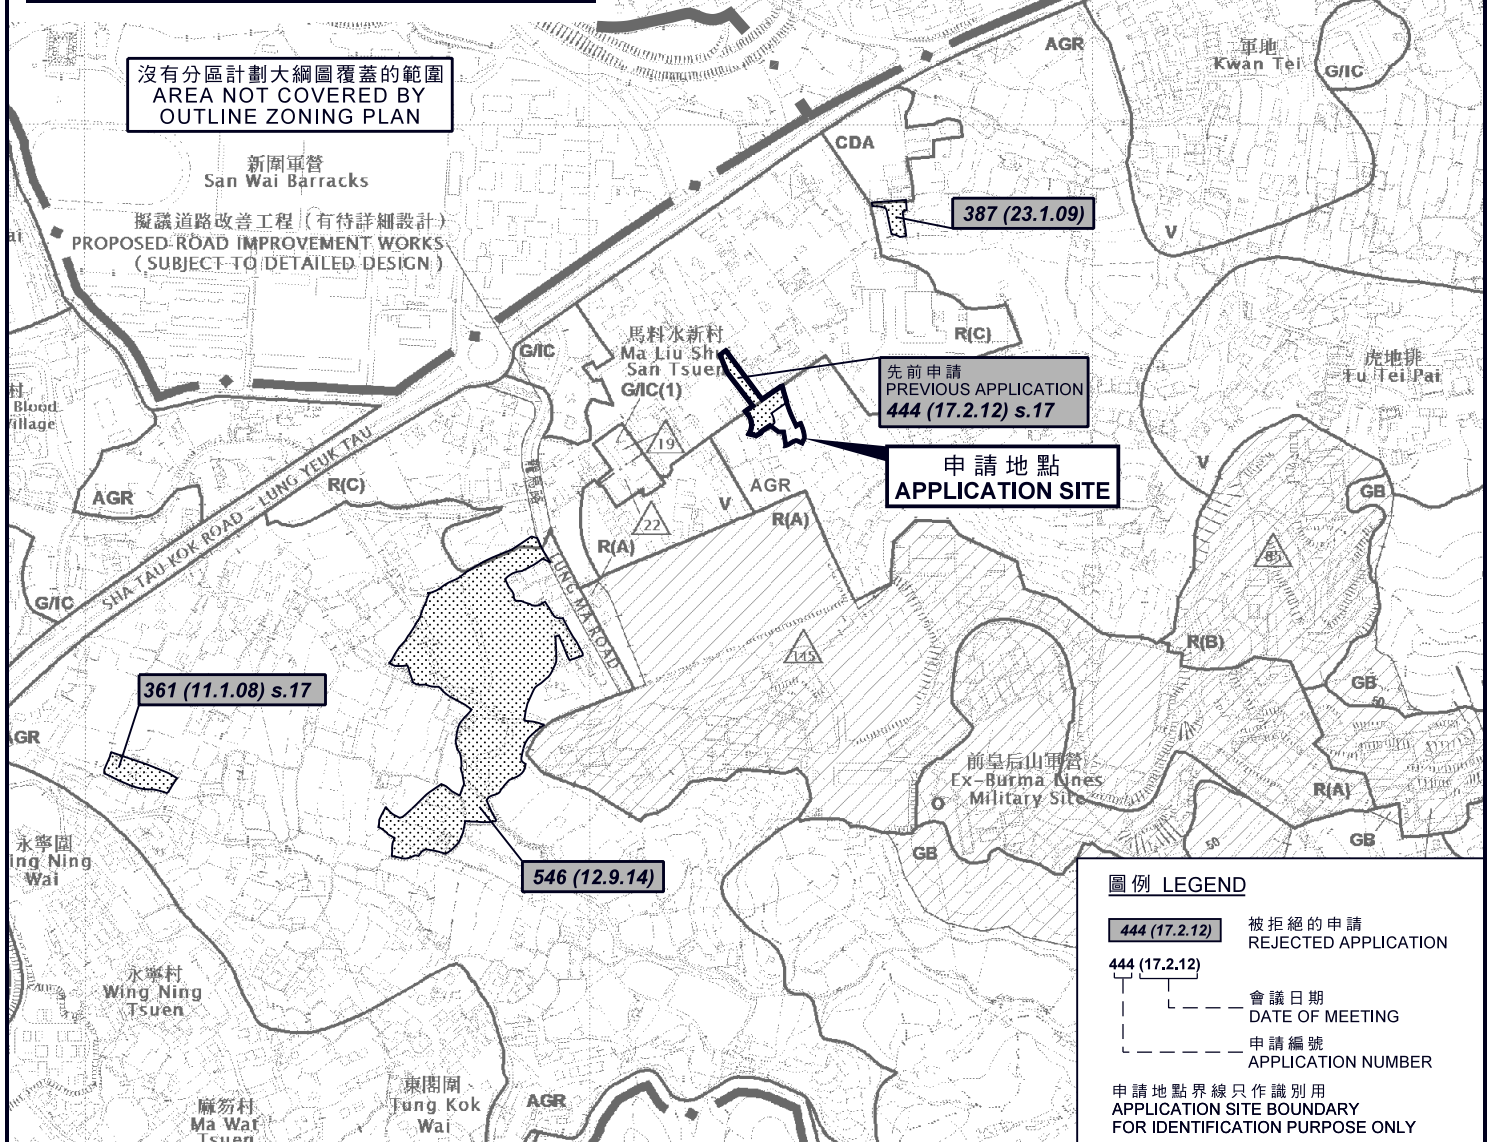 沒有分區計劃大綱圖覆蓋的範圍
AREA NOT COVERED BY
OUTLINE ZONING PLAN
AGR
軍地
Kwan Tei
G/IC
新圍軍營
San Wai Barracks
CDA
擬議道路改善工程（有待詳細設計）
PROPOSED ROAD IMPROVEMENT WORKS
( SUBJECT TO DETAILED DESIGN )
387 (23.1.09)
V
馬料水新村
Ma Liu Shu
San Tsuen
G/IC
R(C)
虎地排
Fu Tei Pai
先前申請
PREVIOUS APPLICATION
444 (17.2.12) s.17
G/IC(1)
村
Blood
Village
19
申請地點
APPLICATION SITE
SHA TAU KOK ROAD - LUNG YEUK TAU
AGR
R(C)
龍馬路
AGR
V
R(A)
22
R(A)
V
GB
85
G/IC
LUNG MA ROAD
145
R(B)
GB
50
361 (11.1.08) s.17
AGR
前皇后山軍營
Ex-Burma Lines
Military Site
R(A)
GB
50
GB
永寧圍
ing Ning
Wai
546 (12.9.14)
永寧村
Wing Ning
Tsuen
東閣圍
Tung Kok
Wai
AGR
麻笏村
Ma Wat
Tsuen
圖例 LEGEND
444 (17.2.12)
被拒絕的申請
REJECTED APPLICATION
444 (17.2.12)
會議日期
DATE OF MEETING
申請編號
APPLICATION NUMBER
申請地點界線只作識別用
APPLICATION SITE BOUNDARY
FOR IDENTIFICATION PURPOSE ONLY